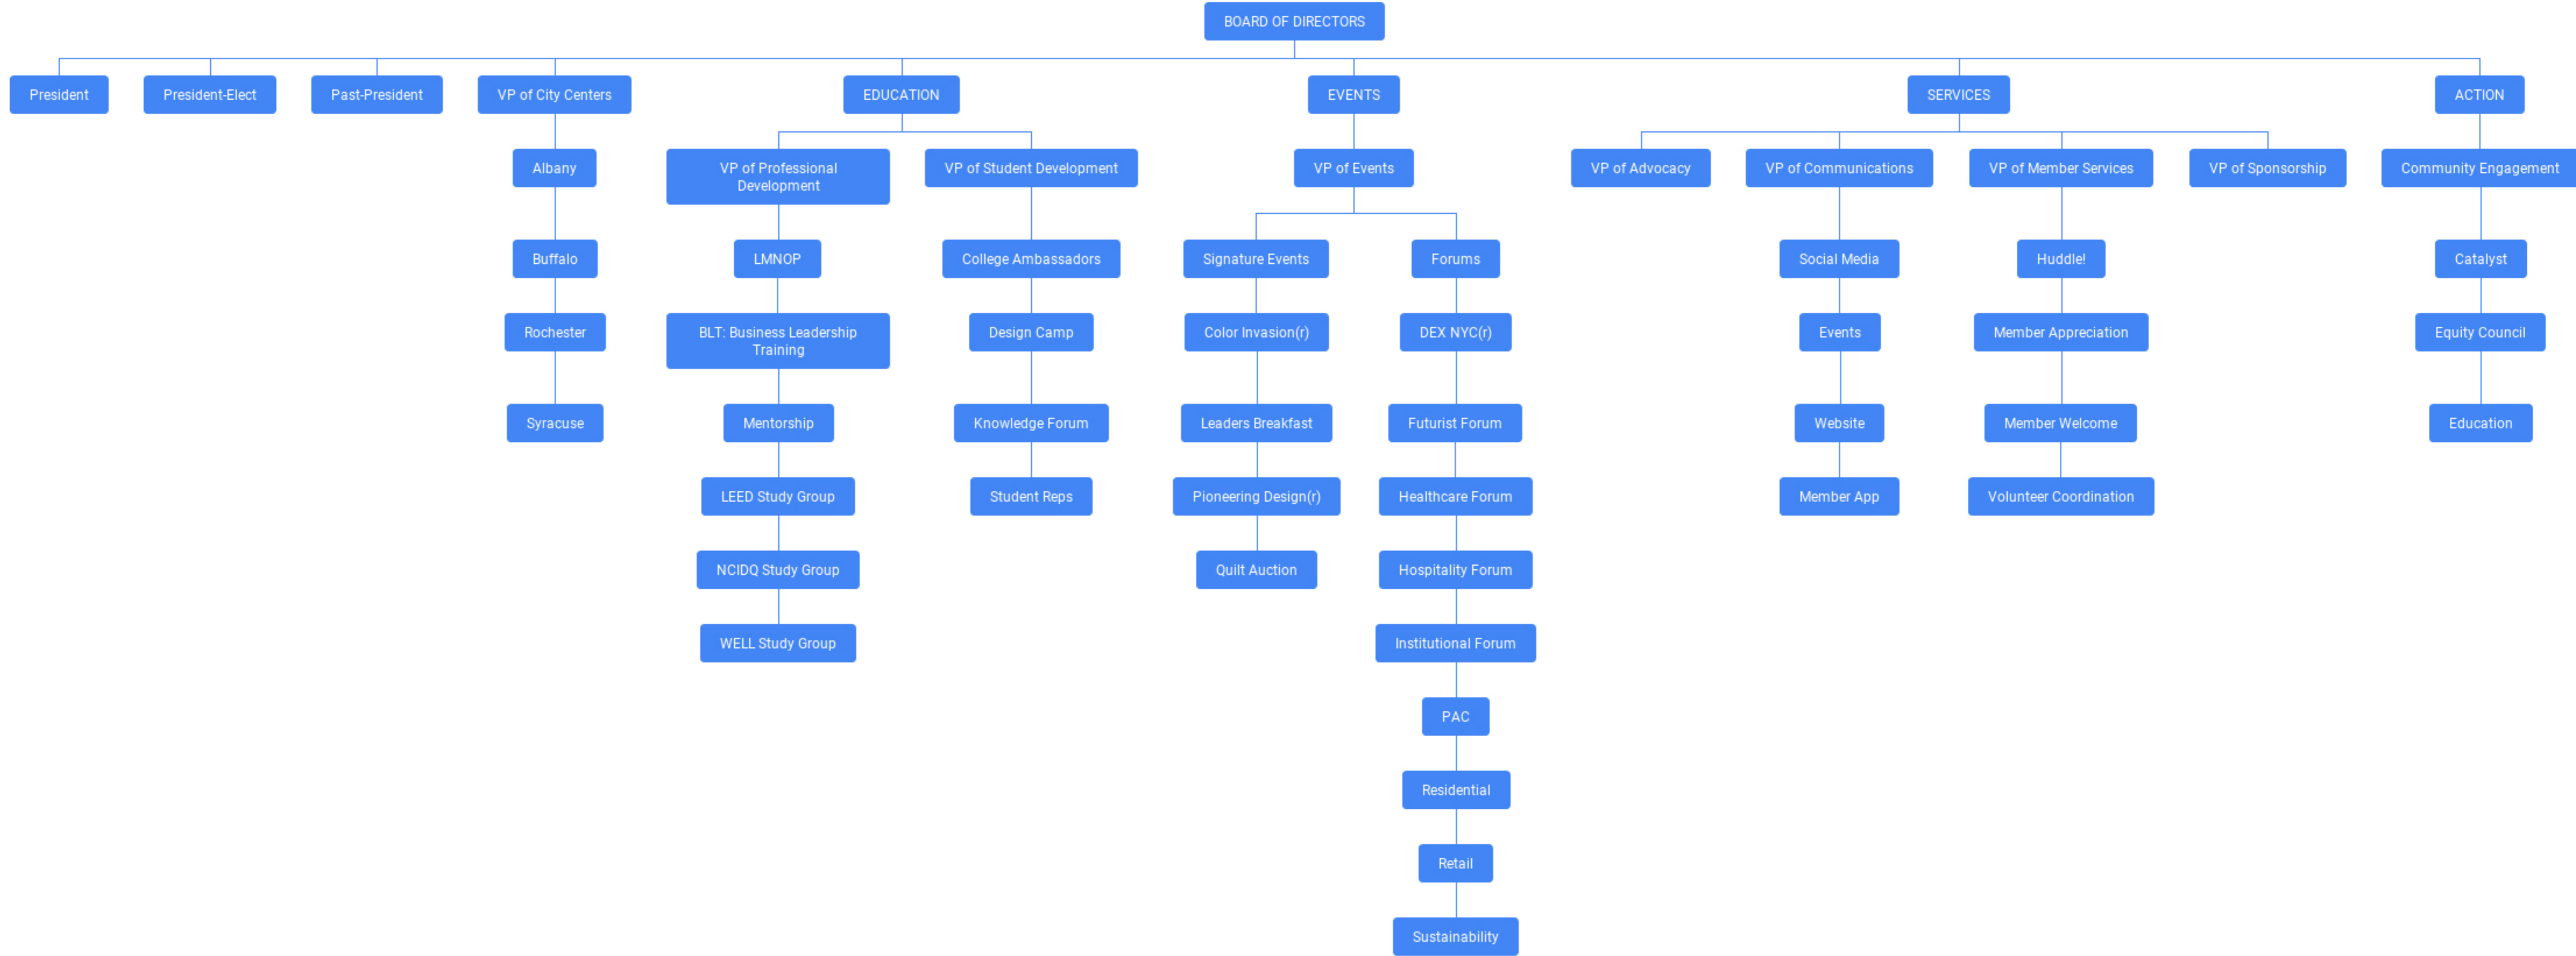 BOARD OF DIRECTORS
President
President-Elect
Past-President
VP of City Centers
EDUCATION
EVENTS
SERVICES
ACTION
Albany
VP of Professional
Development
VP of Student Development
VP of Events
VP of Advocacy
VP of Communications
VP of Member Services
VP of Sponsorship
Community Engagement
Buffalo
LMNOP
College Ambassadors
Signature Events
Forums
Social Media
Huddle!
Catalyst
Rochester
BLT: Business Leadership
Training
Design Camp
Color Invasion(r)
DEX NYC(r)
Events
Member Appreciation
Equity Council
Syracuse
Mentorship
Knowledge Forum
Leaders Breakfast
Futurist Forum
Website
Member Welcome
Education
LEED Study Group
Student Reps
Pioneering Design(r)
Healthcare Forum
Member App
Volunteer Coordination
NCIDQ Study Group
Quilt Auction
Hospitality Forum
WELL Study Group
Institutional Forum
PAC
Residential
Retail
Sustainability